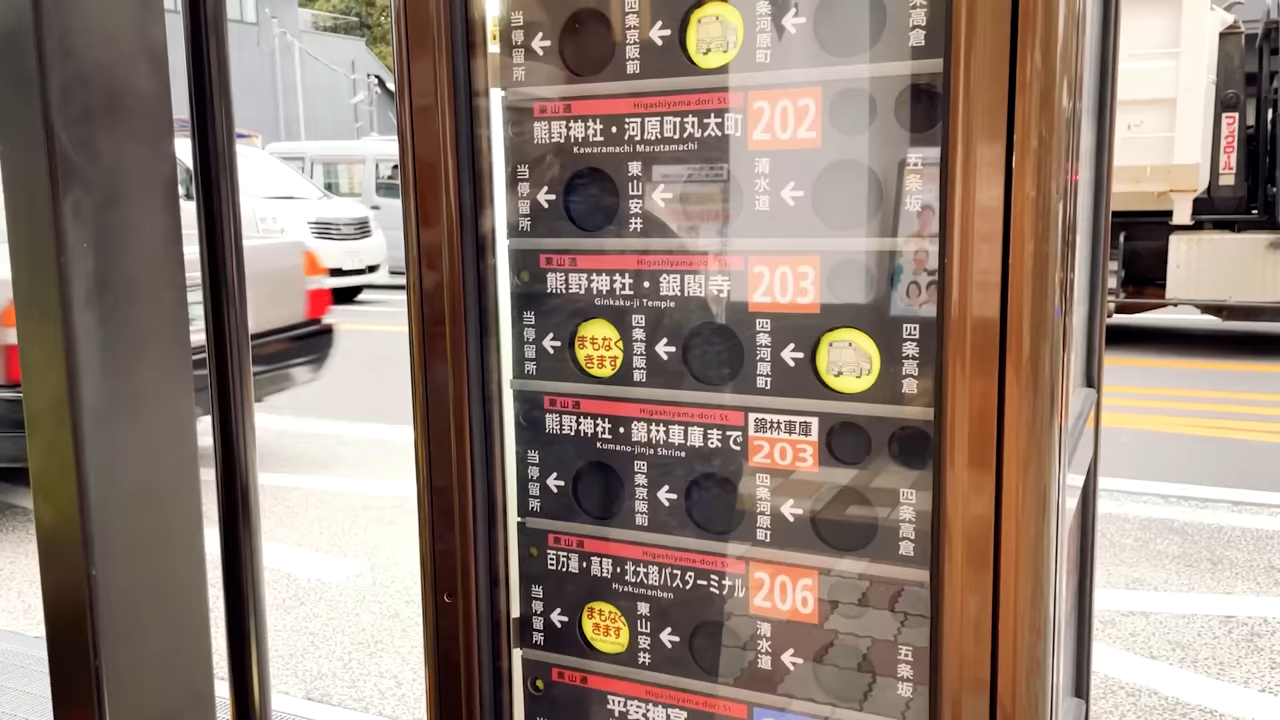 当停留所 ← 四条京阪前 ← 条河原町 ← 条高倉
東山通 Higashiyama-dori St.
熊野神社・河原町丸太町 202
Kawaramachi Marutamachi
当停留所 ← 東山安井 ← 清水道 ← 五条坂
東山通 Higashiyama-dori St.
熊野神社・銀閣寺 203
Ginkaku-ji Temple
当停留所 ← まもなくきます 四条京阪前 ← 四条河原町 ← 四条高倉
東山通 Higashiyama-dori St.
熊野神社・錦林車庫まで 錦林車庫 203
Kumano-jinja Shrine
当停留所 ← 四条京阪前 ← 四条河原町 ← 四条高倉
東山通 Higashiyama-dori St.
百万遍・高野・北大路バスターミナル 206
Hyakumanben
当停留所 ← まもなくきます 東山安井 ← 清水道 ← 五条坂
東山通 Higashiyama-dori St.
平安神宮
フックロール